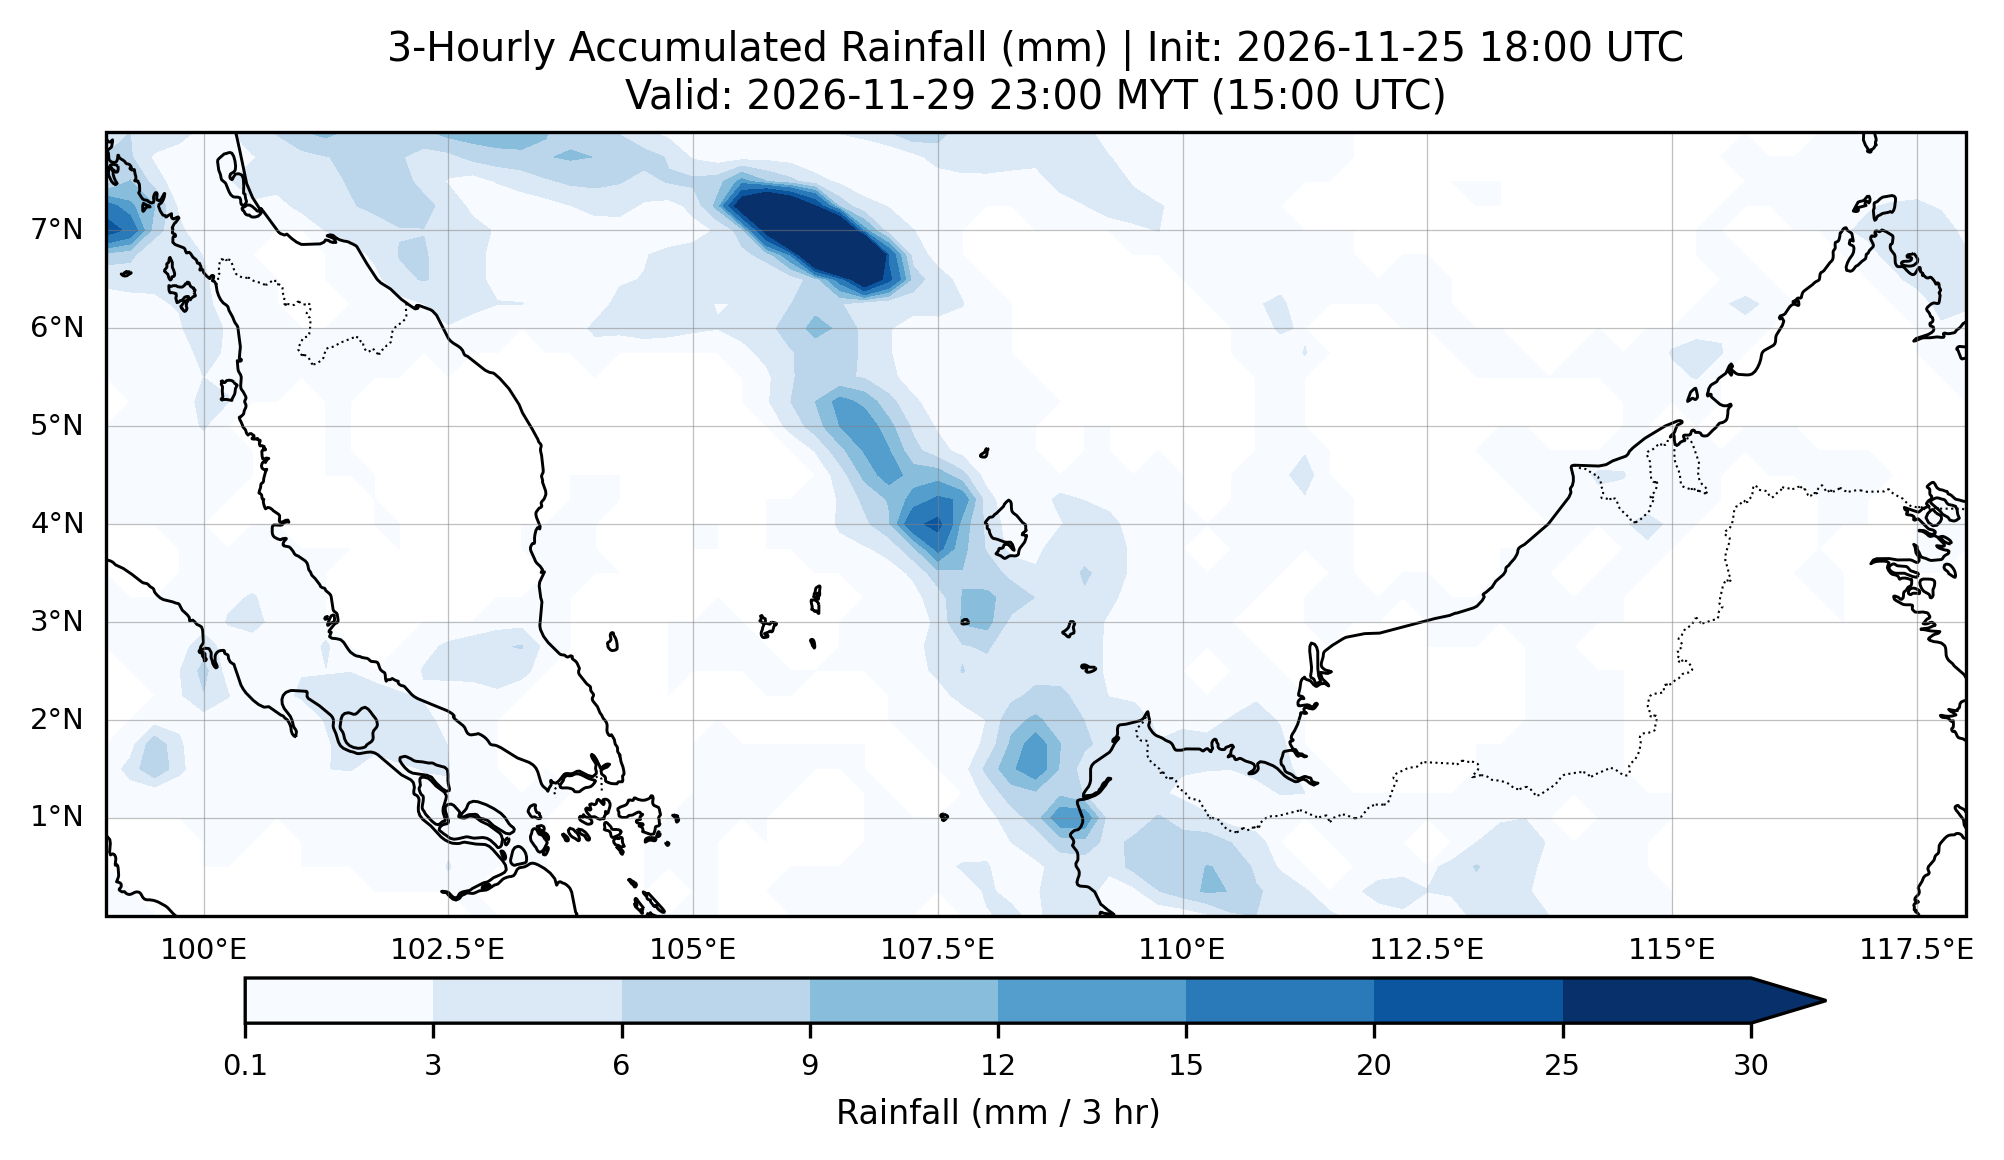 3-Hourly Accumulated Rainfall (mm) | Init: 2026-11-25 18:00 UTC
Valid: 2026-11-29 23:00 MYT (15:00 UTC)
7°N
6°N
5°N
4°N
3°N
2°N
1°N
100°E 102.5°E 105°E 107.5°E 110°E 112.5°E 115°E 117.5°E
0.1 3 6 9 12 15 20 25 30
Rainfall (mm / 3 hr)